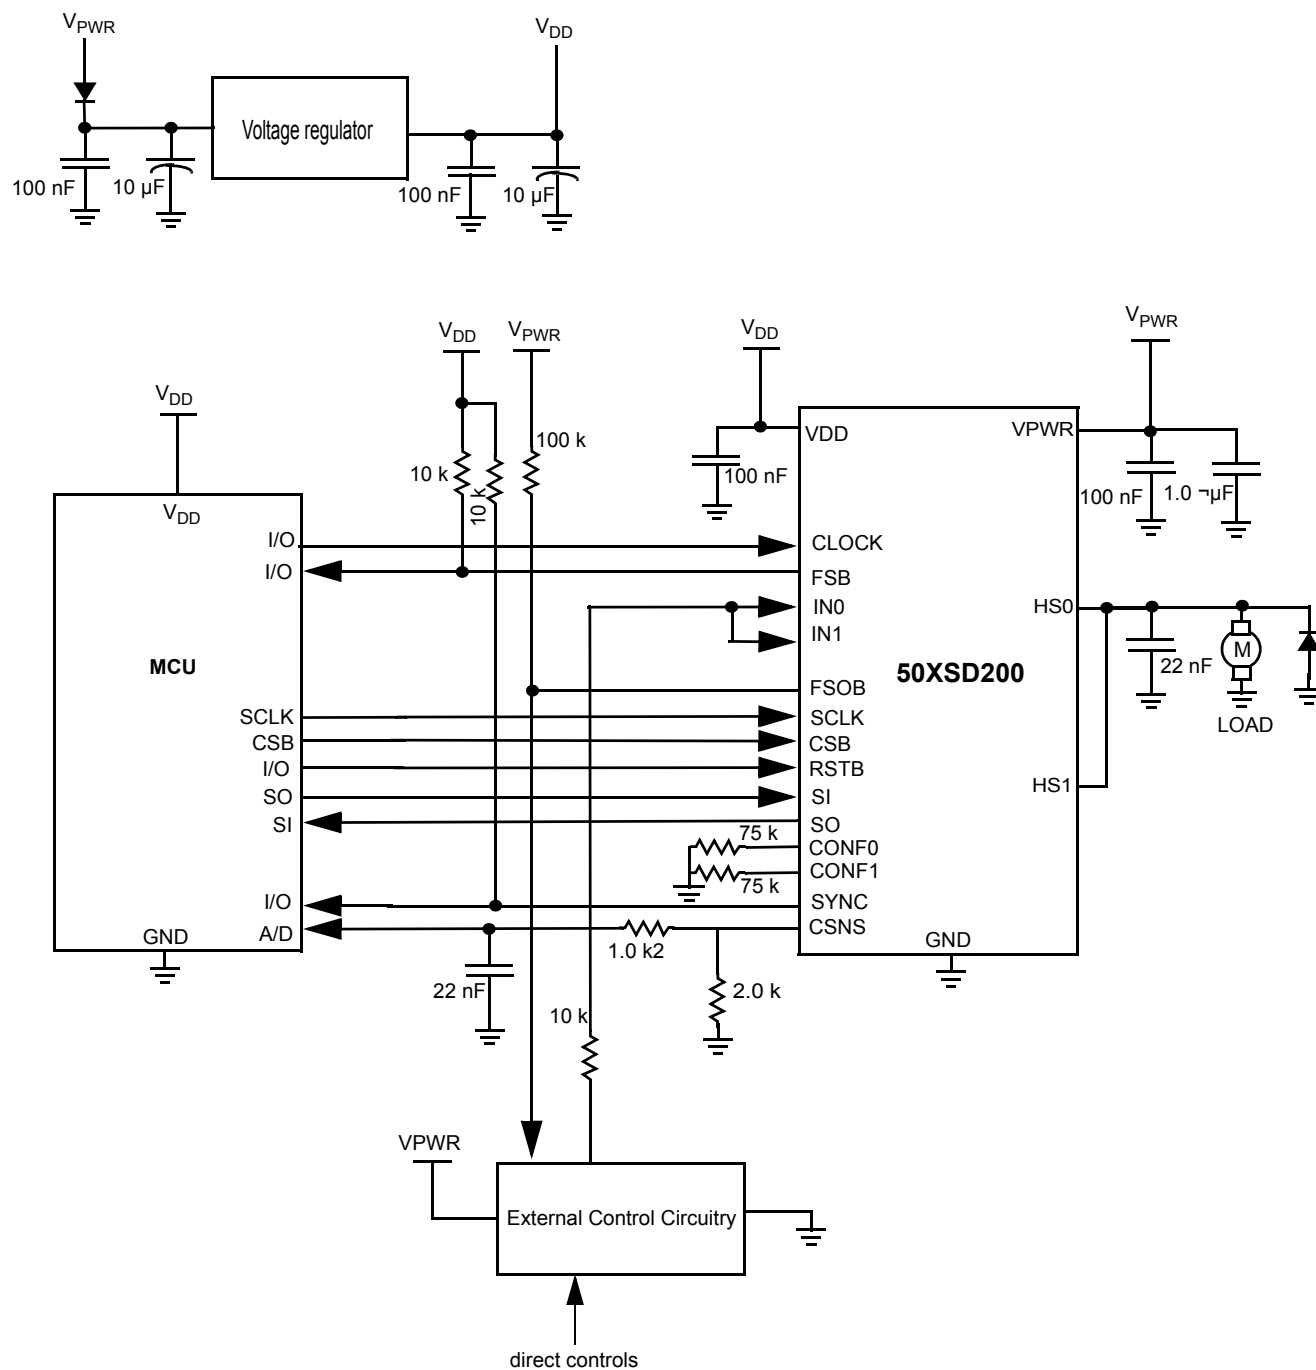 VPWR
VDD
Voltage regulator
100 nF
10 µF
100 nF
10 µF
VDD
VPWR
VDD
VPWR
VDD
10 k
10 k
100 k
100 nF
VDD
VPWR
100 nF
1.0 ¬µF
VDD
I/O
I/O
MCU
SCLK
CSB
I/O
SO
SI
I/O
A/D
GND
CLOCK
FSB
IN0
IN1
FSOB
SCLK
CSB
RSTB
SI
SO
CONF0
CONF1
SYNC
CSNS
GND
50XSD200
HS0
HS1
22 nF
M
LOAD
75 k
75 k
1.0 k2
22 nF
2.0 k
10 k
VPWR
External Control Circuitry
direct controls